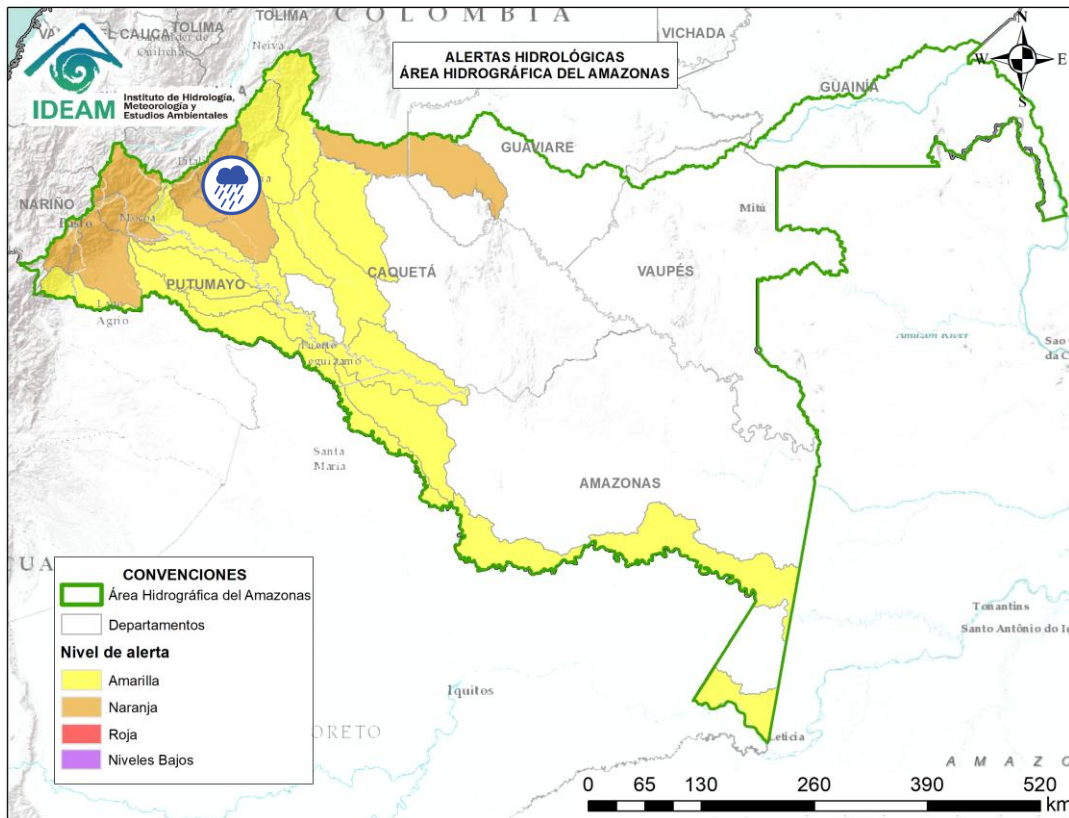 COLOMBIA
TOLIMA
TOLIMA
Neiva
VICHADA
ALERTAS HIDROLÓGICAS
ÁREA HIDROGRÁFICA DEL AMAZONAS
N
W
E
S
IDEAM
Instituto de Hidrología,
Meteorología y
Estudios Ambientales
GUAINÍA
GUAVIARE
NARIÑO
Pasto
Mocoa
Mitú
PUTUMAYO
CAQUETÁ
VAUPÉS
Lago
Agrio
Amazon River
Puerto
Leguizamo
Santa
María
AMAZONAS
CONVENCIONES
Área Hidrográfica del Amazonas
Departamentos
Nivel de alerta
Amarilla
Naranja
Roja
Niveles Bajos
Tonantins
Santo Antônio do
Iquitos
ORETO
Leticia
AMAZO
0 65 130 260 390 520
km